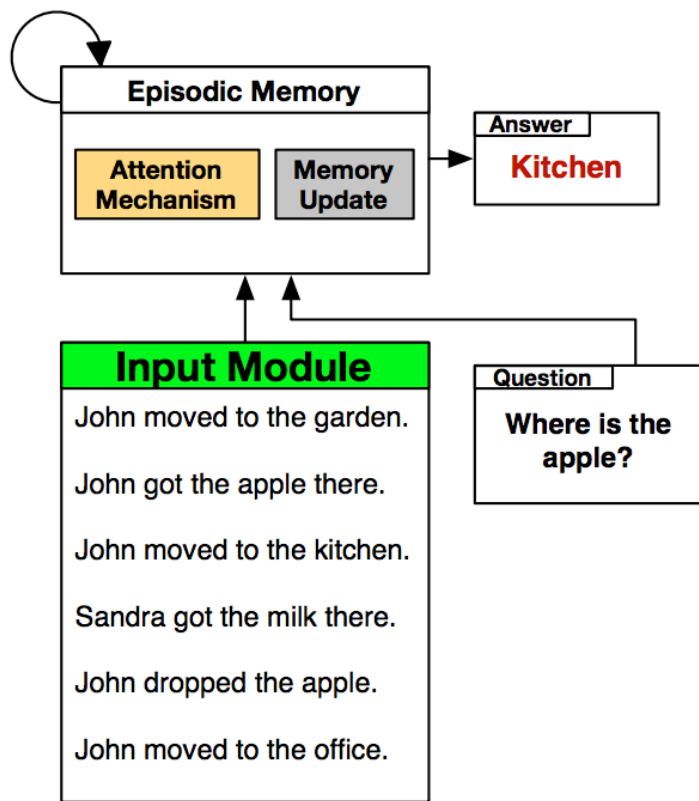 Episodic Memory
Attention
Mechanism
Memory
Update
Answer
Kitchen
Input Module
John moved to the garden.
John got the apple there.
John moved to the kitchen.
Sandra got the milk there.
John dropped the apple.
John moved to the office.
Question
Where is the
apple?